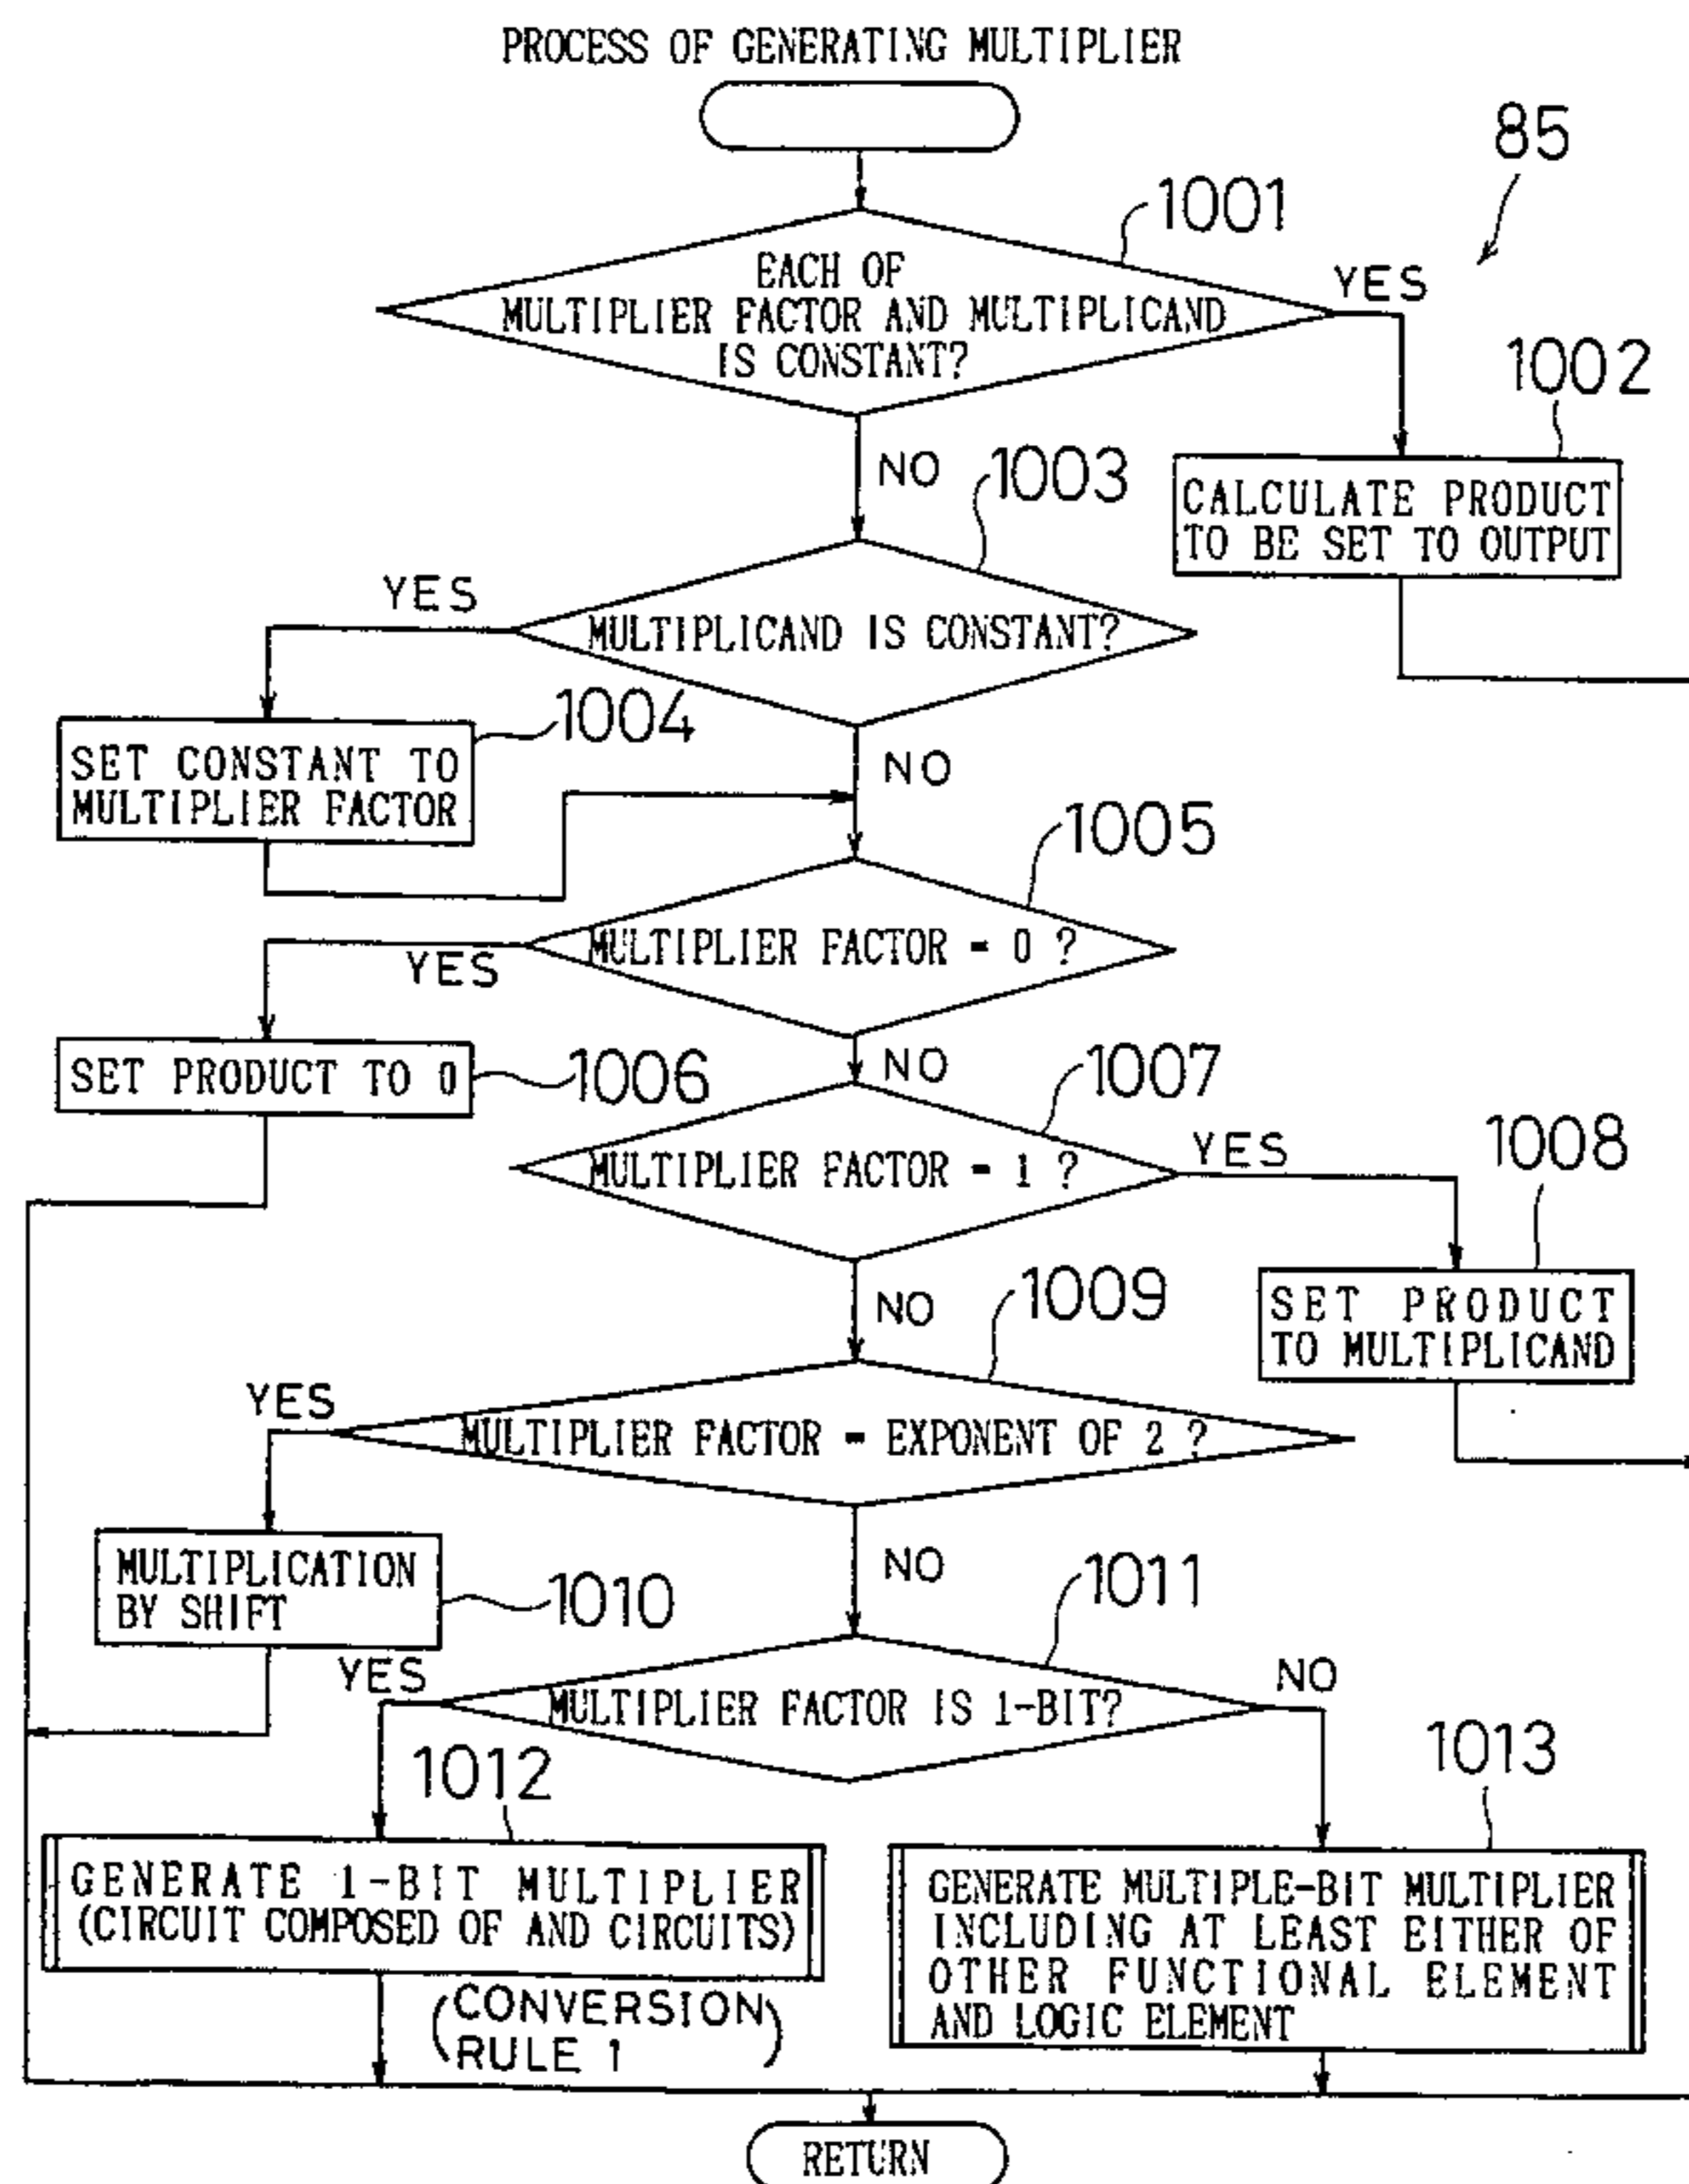 PROCESS OF GENERATING MULTIPLIER
85
1001
EACH OF
MULTIPLIER FACTOR AND MULTIPLICAND
IS CONSTANT?
YES
1002
NO
CALCULATE PRODUCT
TO BE SET TO OUTPUT
1003
YES
MULTIPLICAND IS CONSTANT?
1004
SET CONSTANT TO
MULTIPLIER FACTOR
NO
1005
MULTIPLIER FACTOR = 0 ?
YES
SET PRODUCT TO 0
1006
NO
1007
MULTIPLIER FACTOR = 1 ?
YES
1008
SET PRODUCT
TO MULTIPLICAND
NO
1009
YES
MULTIPLIER FACTOR = EXPONENT OF 2 ?
MULTIPLICATION
BY SHIFT
1010
NO
1011
YES
MULTIPLIER FACTOR IS 1-BIT?
NO
1012
1013
GENERATE 1-BIT MULTIPLIER
(CIRCUIT COMPOSED OF AND CIRCUITS)
GENERATE MULTIPLE-BIT MULTIPLIER
INCLUDING AT LEAST EITHER OF
OTHER FUNCTIONAL ELEMENT
AND LOGIC ELEMENT
(CONVERSION
RULE 1)
RETURN